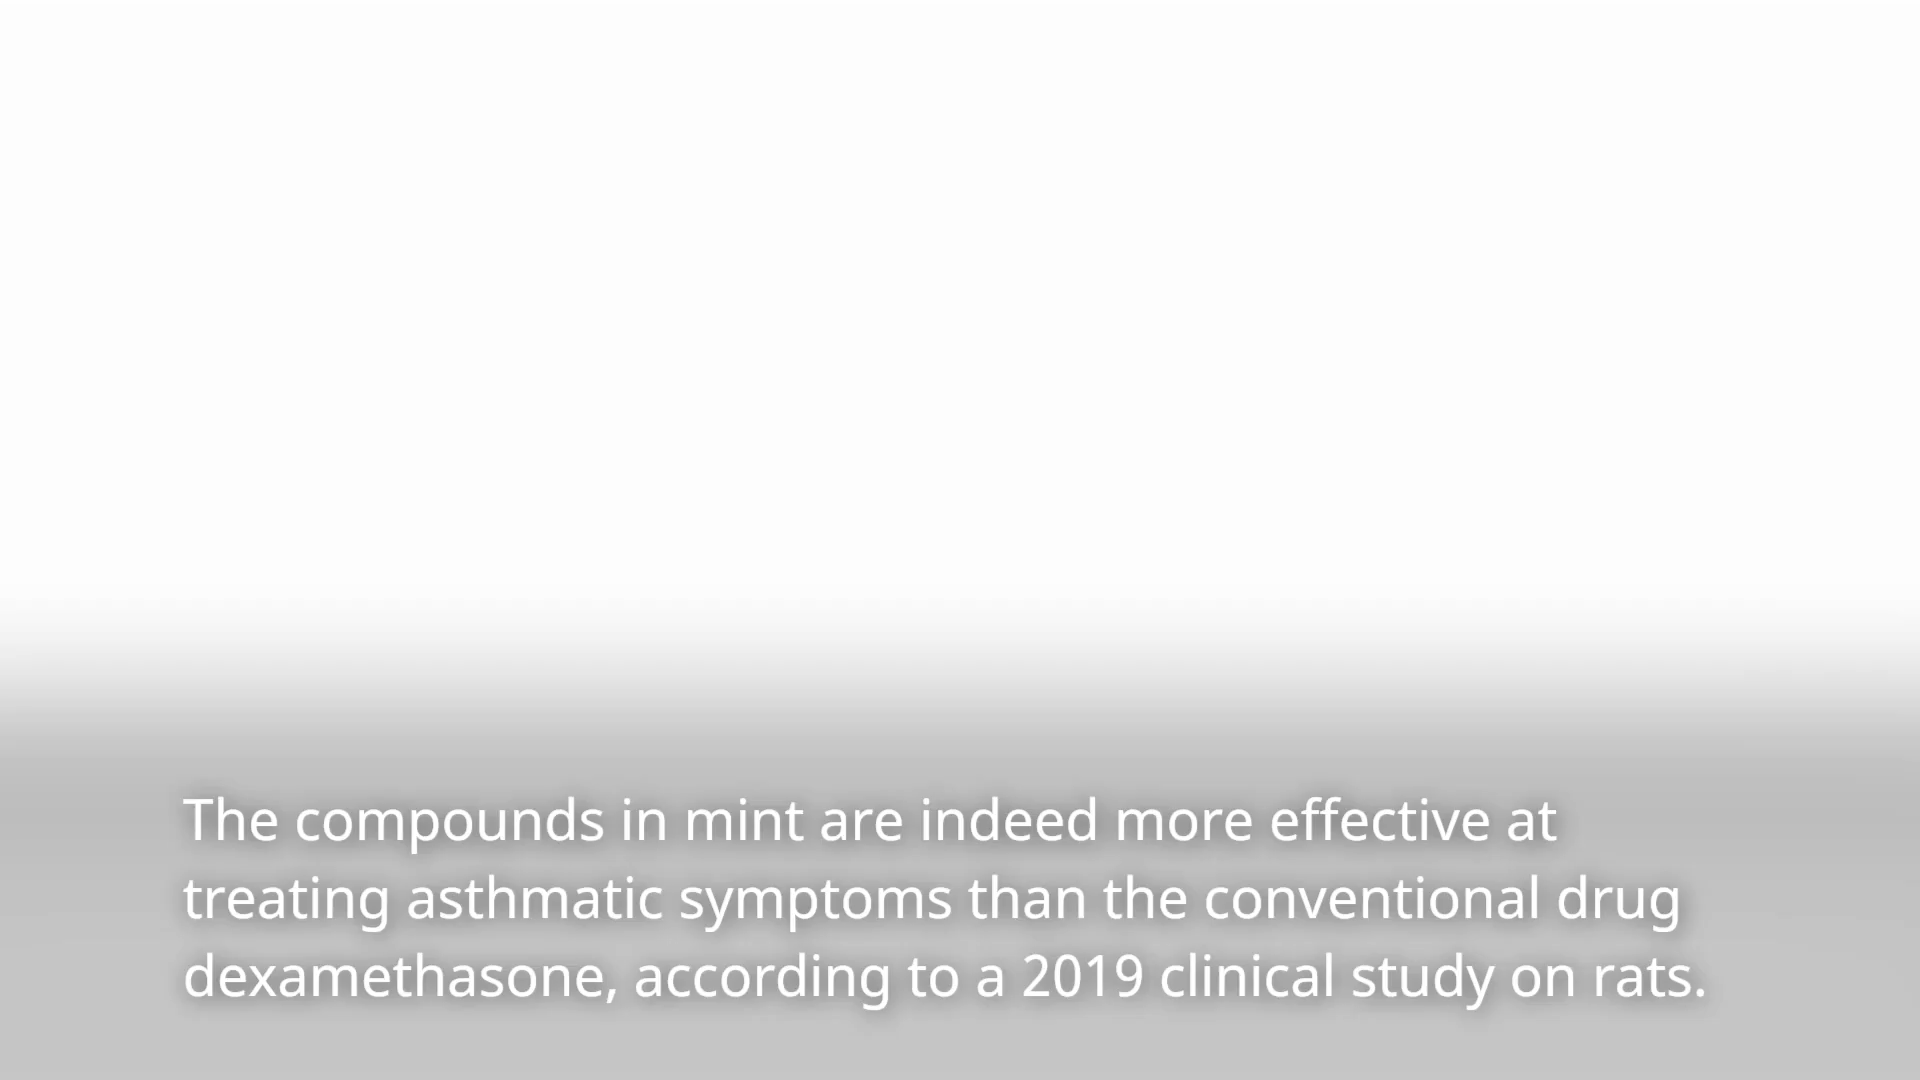 The compounds in mint are indeed more effective at
treating asthmatic symptoms than the conventional drug
dexamethasone, according to a 2019 clinical study on rats.